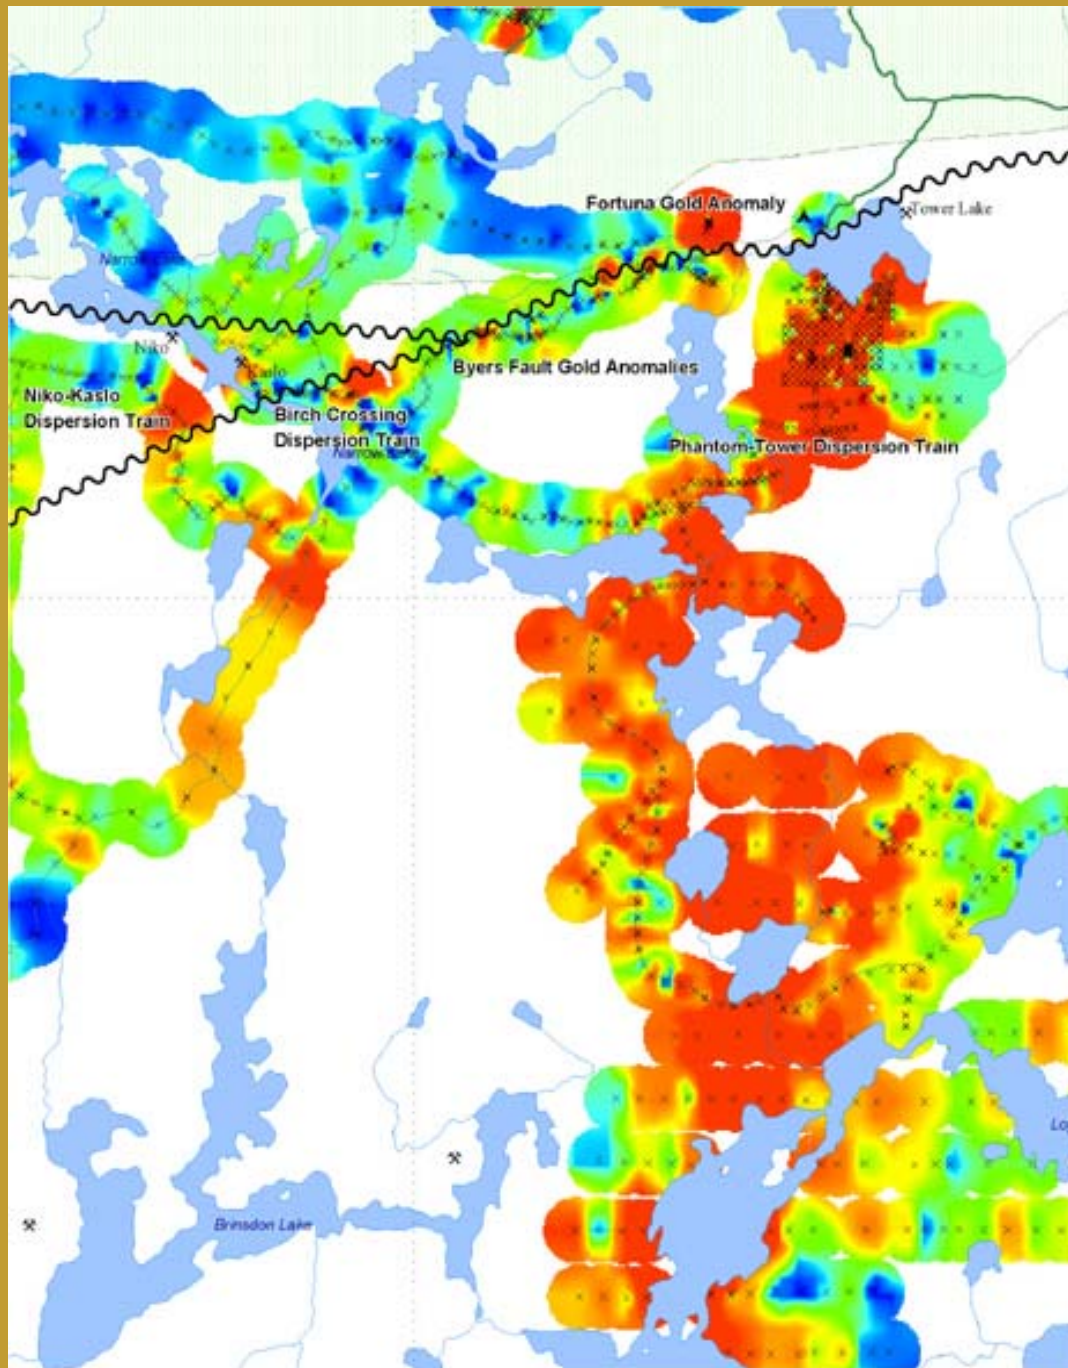 Fortuna Gold Anomaly
Tower Lake
Niko
Kaslo
Byers Fault Gold Anomalies
Niko-Kaslo
Dispersion Train
Birch Crossing
Dispersion Train
Phantom-Tower Dispersion Train
Brinsdon Lake